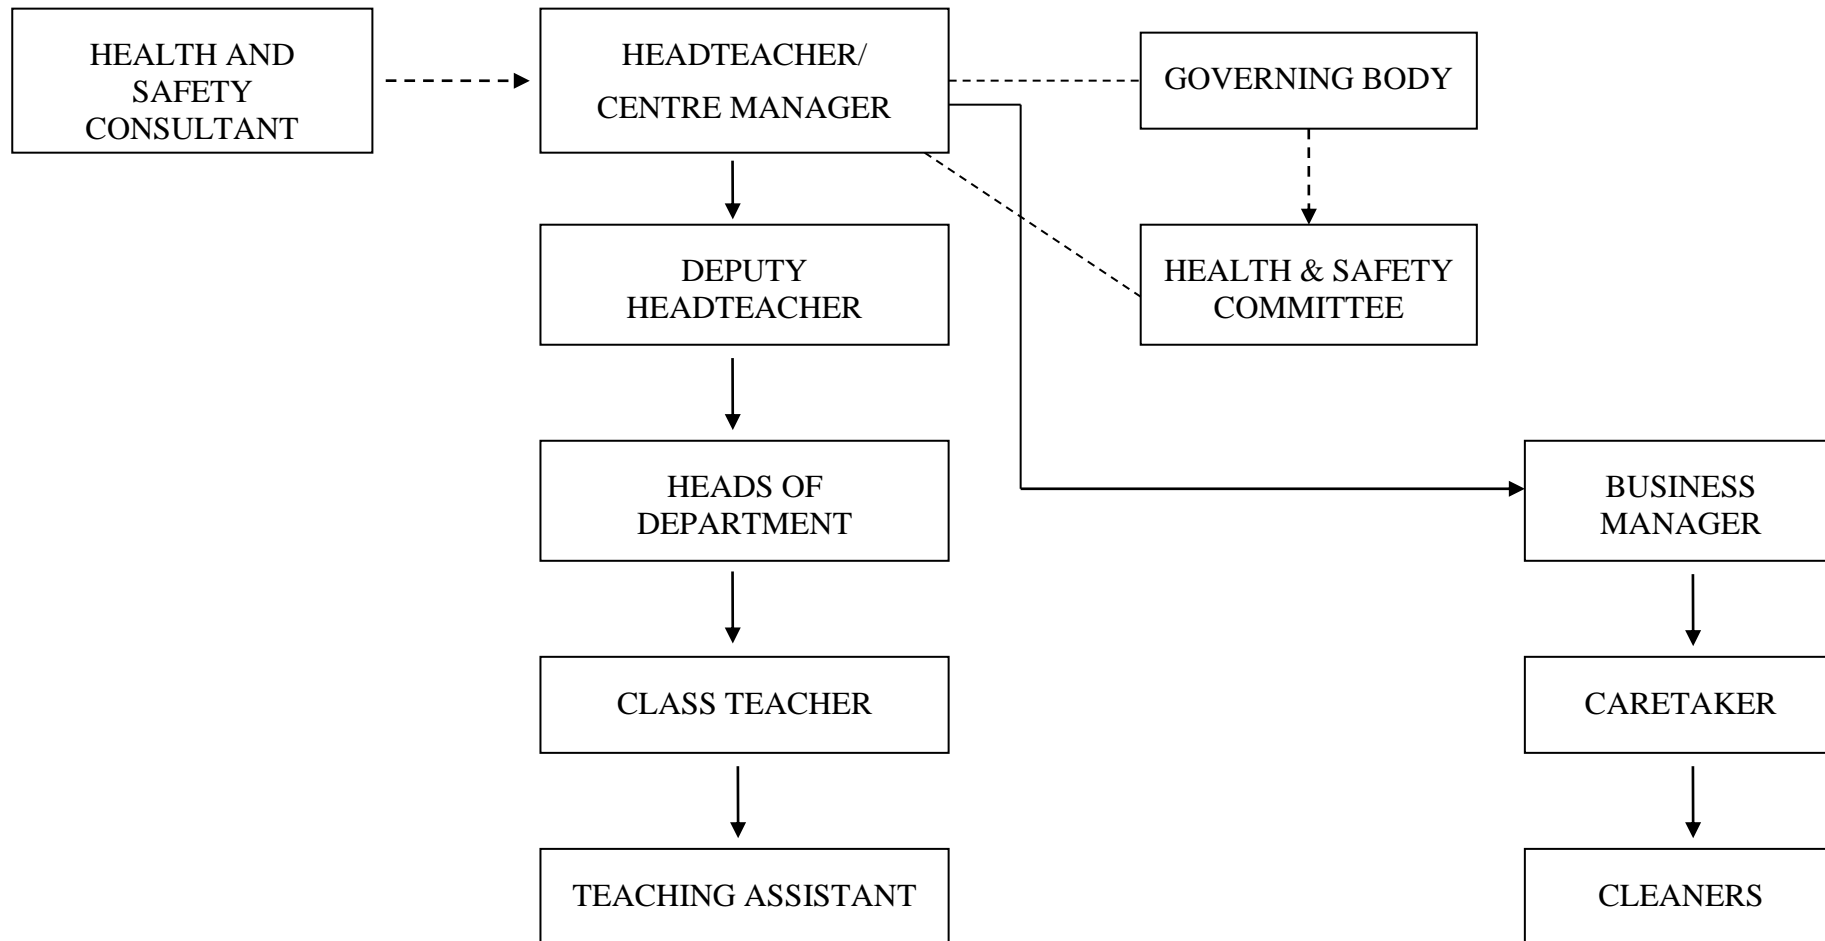 HEALTH AND
SAFETY
CONSULTANT
HEADTEACHER/
CENTRE MANAGER
GOVERNING BODY
DEPUTY
HEADTEACHER
HEALTH & SAFETY
COMMITTEE
HEADS OF
DEPARTMENT
BUSINESS
MANAGER
CLASS TEACHER
CARETAKER
TEACHING ASSISTANT
CLEANERS